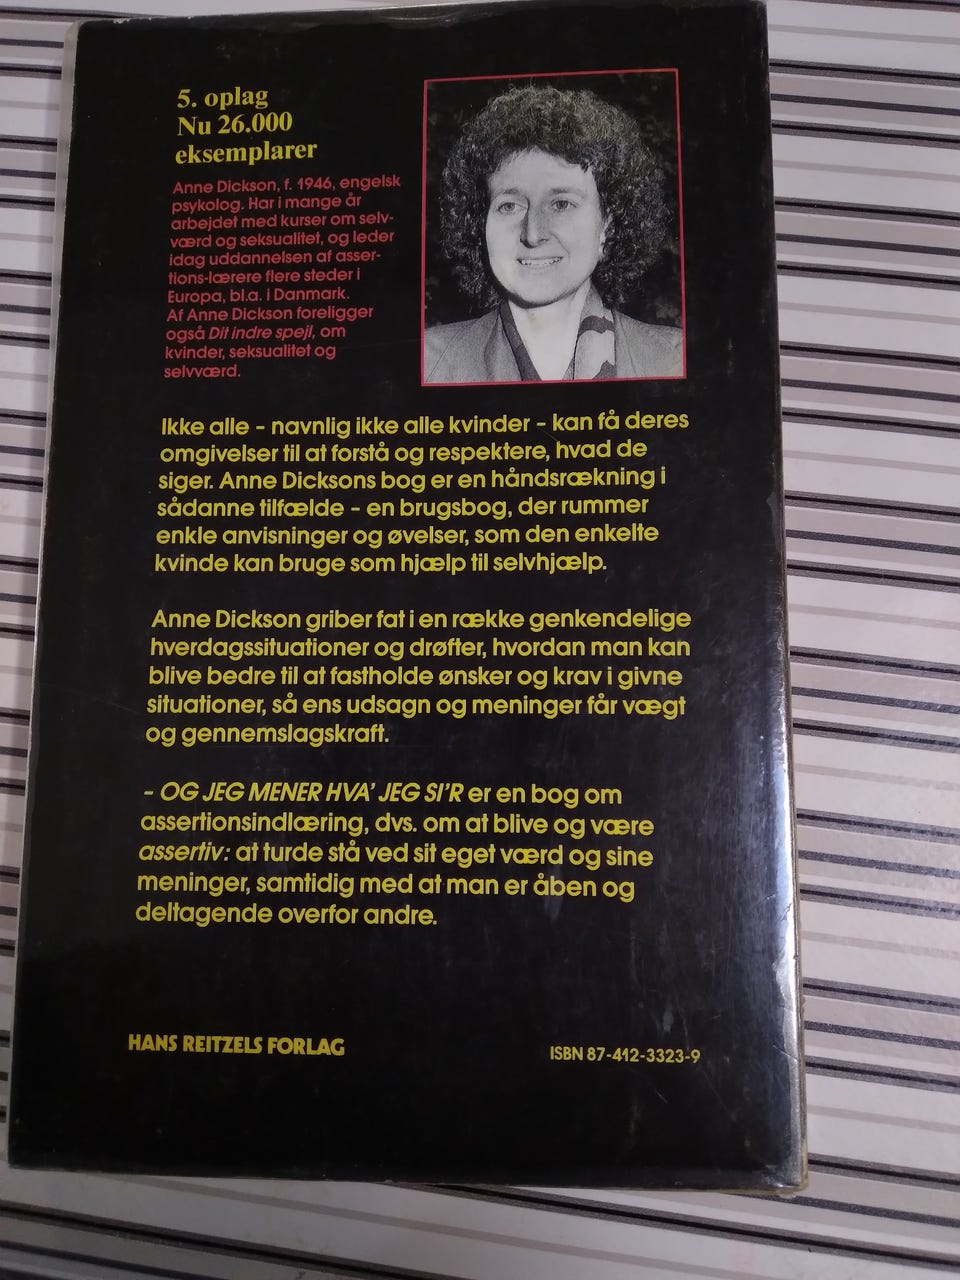 5. oplag
Nu 26.000
eksemplarer
Anne Dickson, f. 1946, engelsk
psykolog. Har i mange år
arbejdet med kurser om selv-
værd og seksualitet, og leder
idag uddannelsen af asser-
tions-lærere flere steder i
Europa, bl.a. i Danmark.
Af Anne Dickson foreligger
også Dit indre spejl, om
kvinder, seksualitet og
selvværd.
Ikke alle – navnlig ikke alle kvinder – kan få deres
omgivelser til at forstå og respektere, hvad de
siger. Anne Dicksons bog er en håndsrækning i
sådanne tilfælde – en brugsbog, der rummer
enkle anvisninger og øvelser, som den enkelte
kvinde kan bruge som hjælp til selvhjælp.
Anne Dickson griber fat i en række genkendelige
hverdagssituationer og drøfter, hvordan man kan
blive bedre til at fastholde ønsker og krav i givne
situationer, så ens udsagn og meninger får vægt
og gennemslagskraft.
– OG JEG MENER HVA' JEG SI'R er en bog om
assertionsindlæring, dvs. om at blive og være
assertiv: at turde stå ved sit eget værd og sine
meninger, samtidig med at man er åben og
deltagende overfor andre.
HANS REITZELS FORLAG
ISBN 87-412-3323-9